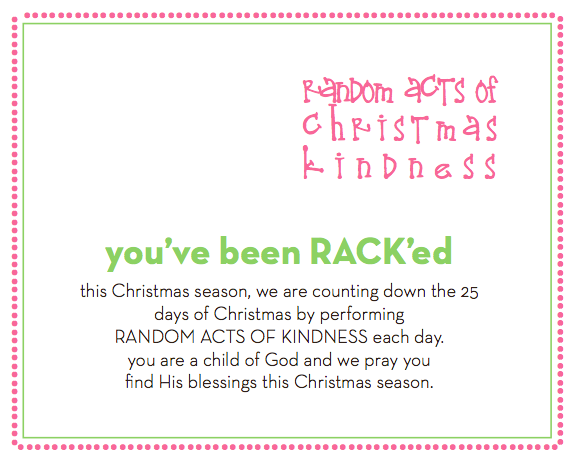 Random acts of
christmas
kindness
you've been RACK'ed
this Christmas season, we are counting down the 25
days of Christmas by performing
RANDOM ACTS OF KINDNESS each day.
you are a child of God and we pray you
find His blessings this Christmas season.